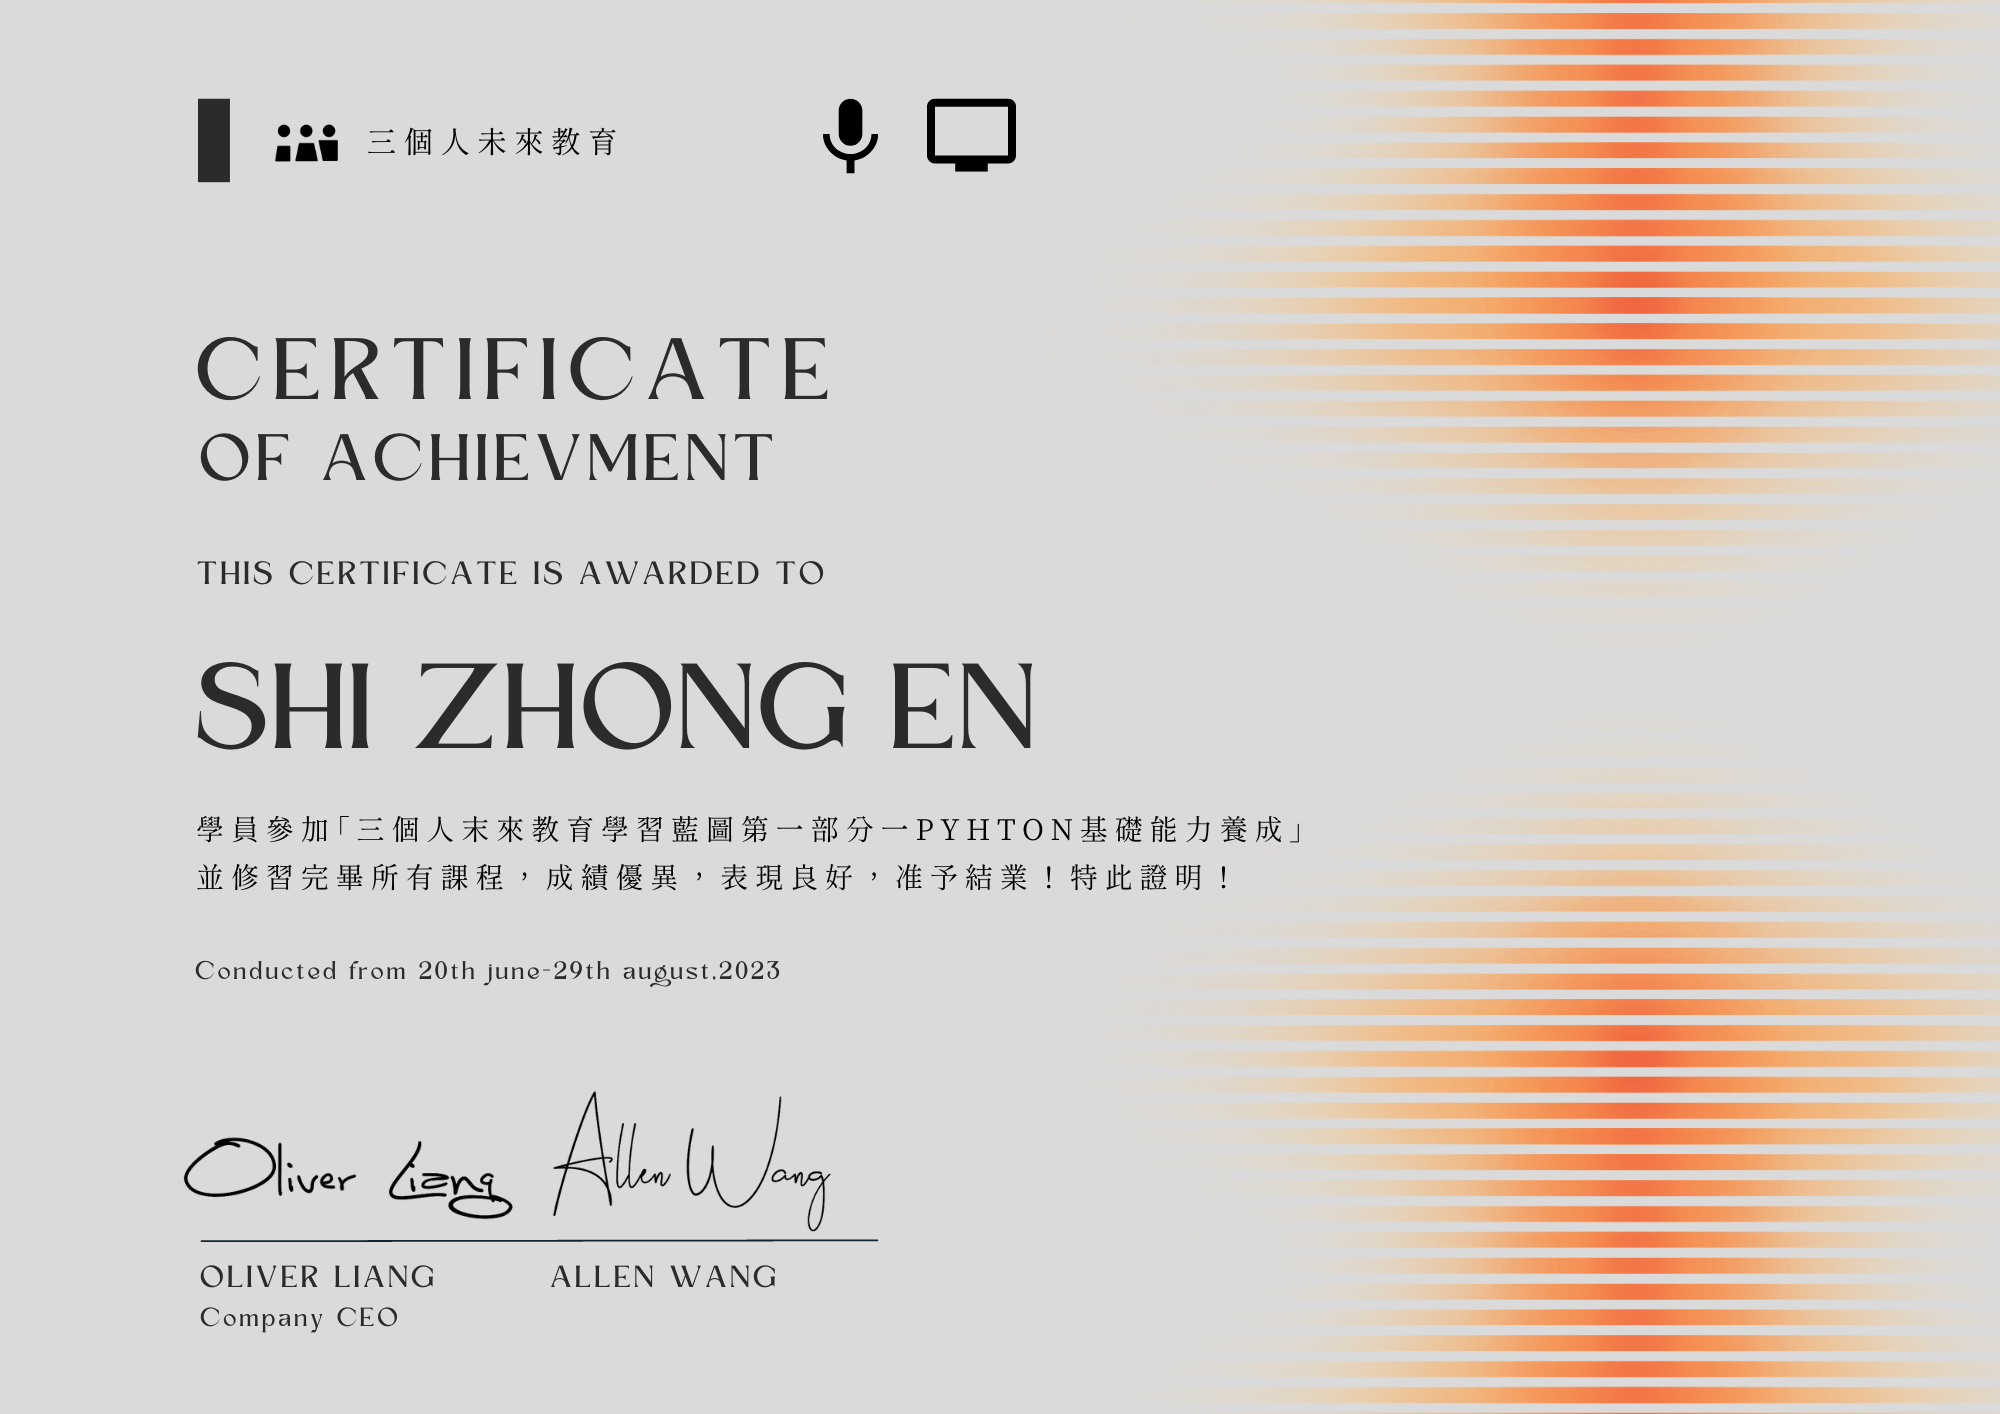 三個人未來教育
CERTIFICATE
OF ACHIEVMENT
THIS CERTIFICATE IS AWARDED TO
SHI ZHONG EN
學員參加「三個人末來教育學習藍圖第一部分一PYHTON基礎能力養成」
並修習完畢所有課程，成績優異，表現良好，准予結業！特此證明！
Conducted from 20th june-29th august.2023
Oliver Liang Allen Wang
OLIVER LIANG ALLEN WANG
Company CEO